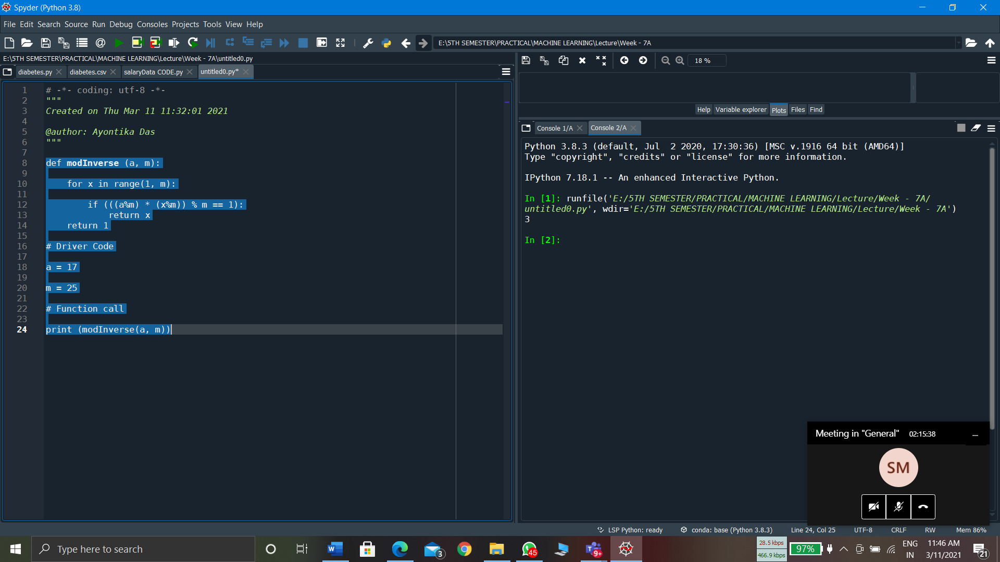 Spyder (Python 3.8)
File Edit Search Source Run Debug Consoles Projects Tools View Help
E:\5TH SEMESTER\PRACTICAL\MACHINE LEARNING\Lecture\Week - 7A
E:\5TH SEMESTER\PRACTICAL\MACHINE LEARNING\Lecture\Week - 7A\untitled0.py
diabetes.py diabetes.csv salaryData CODE.py untitled0.py*
1 # -*- coding: utf-8 -*-
2 """
3 Created on Thu Mar 11 11:32:01 2021
4
5 @author: Ayontika Das
6 """
7
8 def modInverse (a, m):
9
10 for x in range(1, m):
11
12 if (((a%m) * (x%m)) % m == 1):
13 return x
14 return 1
15
16 # Driver Code
17
18 a = 17
19
20 m = 25
21
22 # Function call
23
24 print (modInverse(a, m))
18 %
Help Variable explorer Plots Files Find
Console 1/A Console 2/A
Python 3.8.3 (default, Jul  2 2020, 17:30:36) [MSC v.1916 64 bit (AMD64)]
Type "copyright", "credits" or "license" for more information.
IPython 7.18.1 -- An enhanced Interactive Python.
In [1]: runfile('E:/5TH SEMESTER/PRACTICAL/MACHINE LEARNING/Lecture/Week - 7A/
untitled0.py', wdir='E:/5TH SEMESTER/PRACTICAL/MACHINE LEARNING/Lecture/Week - 7A')
3
In [2]:
Meeting in "General" 02:15:38
SM
LSP Python: ready conda: base (Python 3.8.3) Line 24, Col 25 UTF-8 CRLF RW Mem 86%
Type here to search
3
45
9+
28.5 kbps
466.9 kbps
97%
ENG
IN
11:46 AM
3/11/2021
21